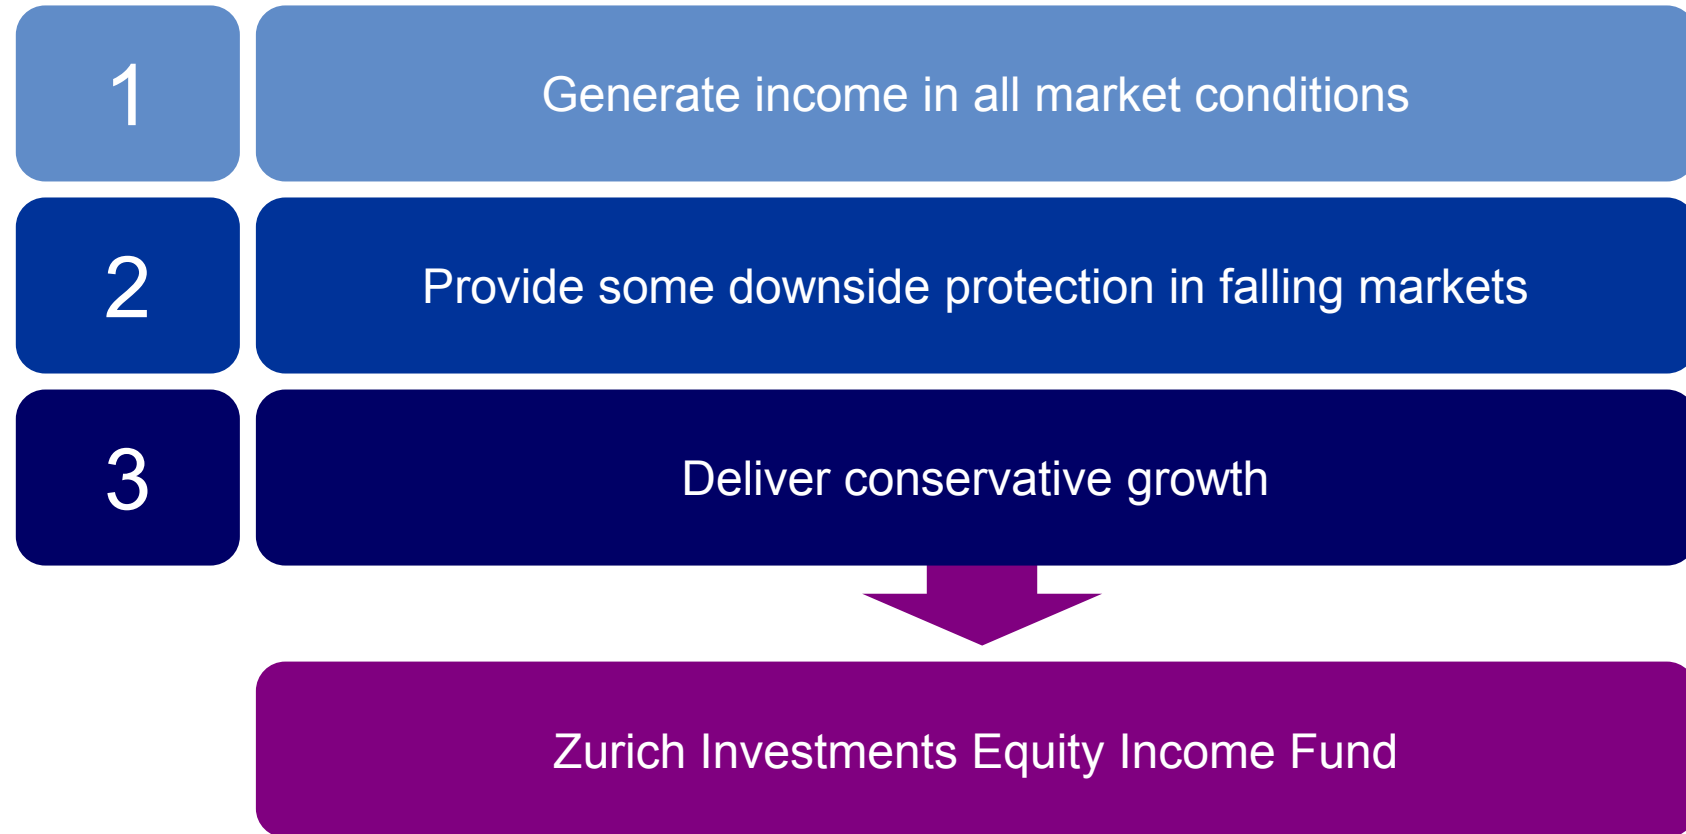 1
Generate income in all market conditions
2
Provide some downside protection in falling markets
3
Deliver conservative growth
Zurich Investments Equity Income Fund